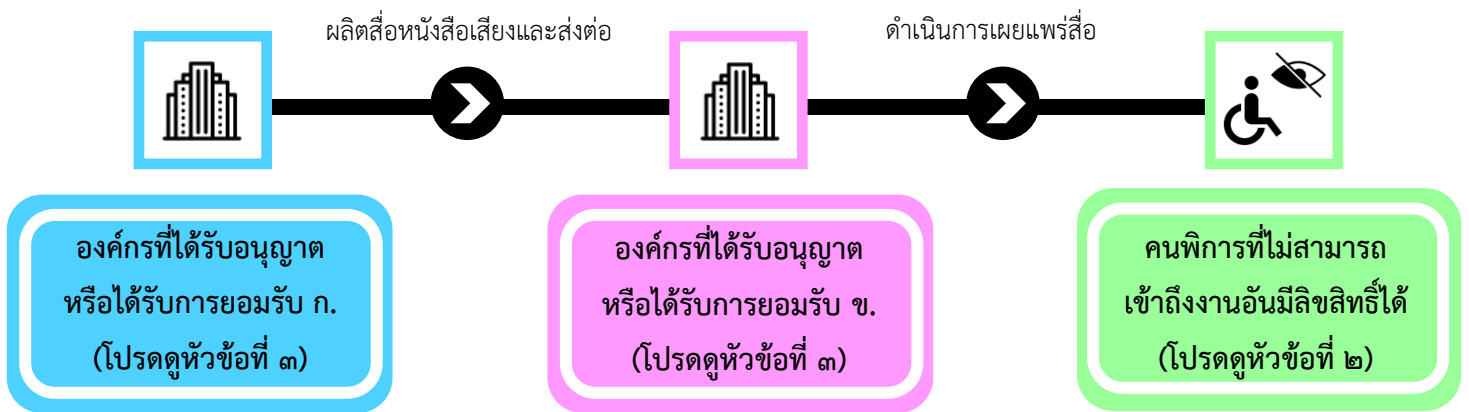 ผลิตสื่อหนังสือเสียงและส่งต่อ
ดำเนินการเผยแพร่สื่อ
องค์กรที่ได้รับอนุญาต
หรือได้รับการยอมรับ ก.
(โปรดดูหัวข้อที่ ๓)
องค์กรที่ได้รับอนุญาต
หรือได้รับการยอมรับ ข.
(โปรดดูหัวข้อที่ ๓)
คนพิการที่ไม่สามารถ
เข้าถึงงานอันมีลิขสิทธิ์ได้
(โปรดดูหัวข้อที่ ๒)